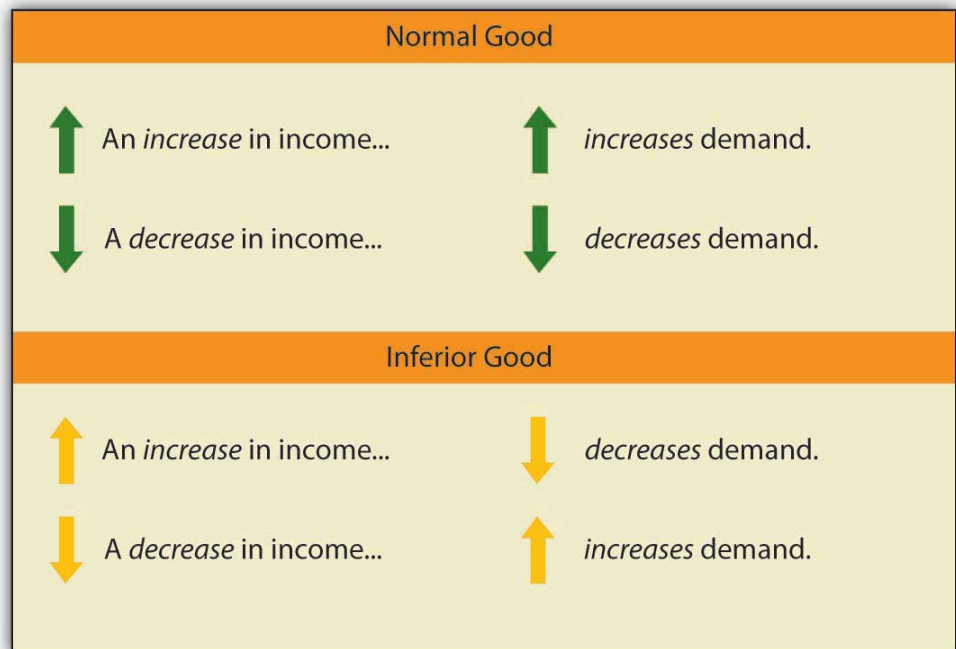 Normal Good
An increase in income... increases demand.
A decrease in income... decreases demand.
Inferior Good
An increase in income... decreases demand.
A decrease in income... increases demand.